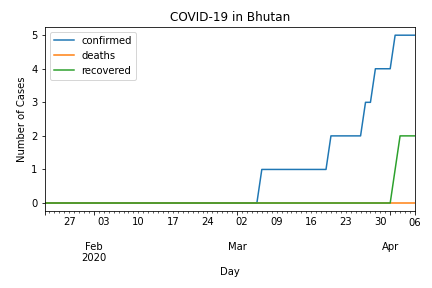 COVID-19 in Bhutan
confirmed
deaths
recovered
Number of Cases
5
4
3
2
1
0
27 03 10 17 24 02 09 16 23 30 06
Feb Mar Apr
2020
Day